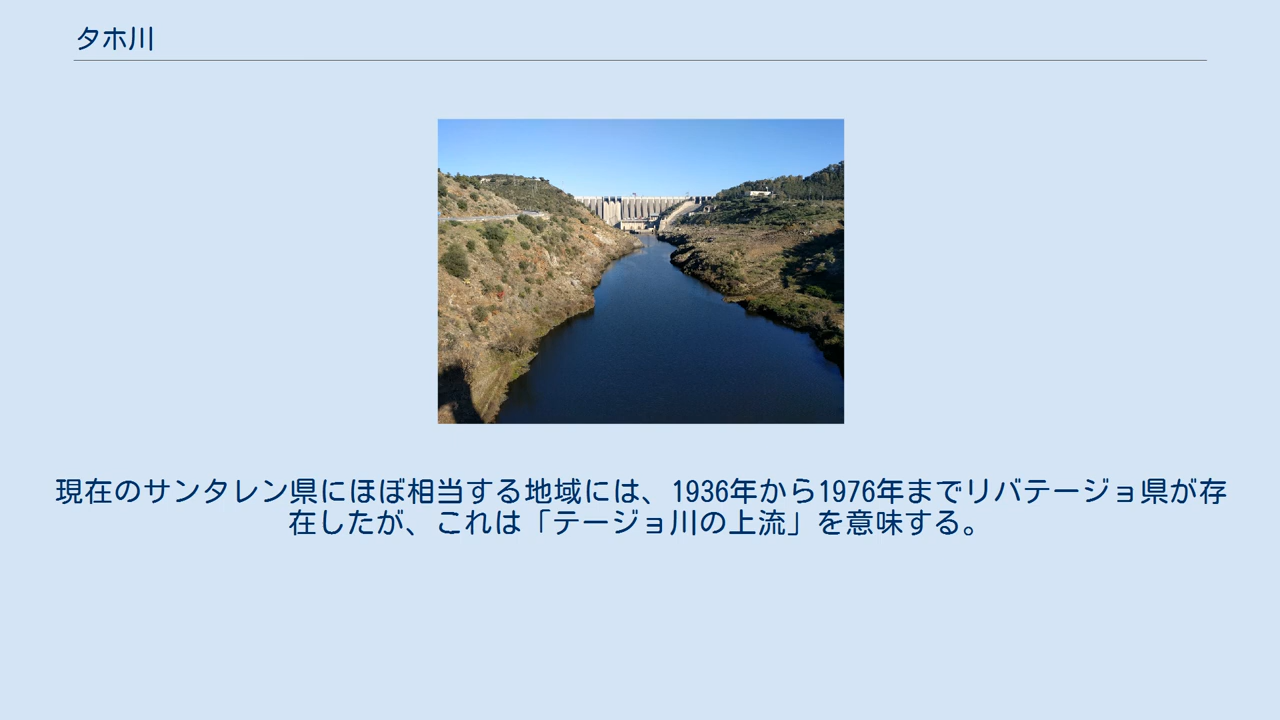 タホ川
現在のサンタレン県にほぼ相当する地域には、1936年から1976年までリバテージョ県が存
在したが、これは「テージョ川の上流」を意味する。